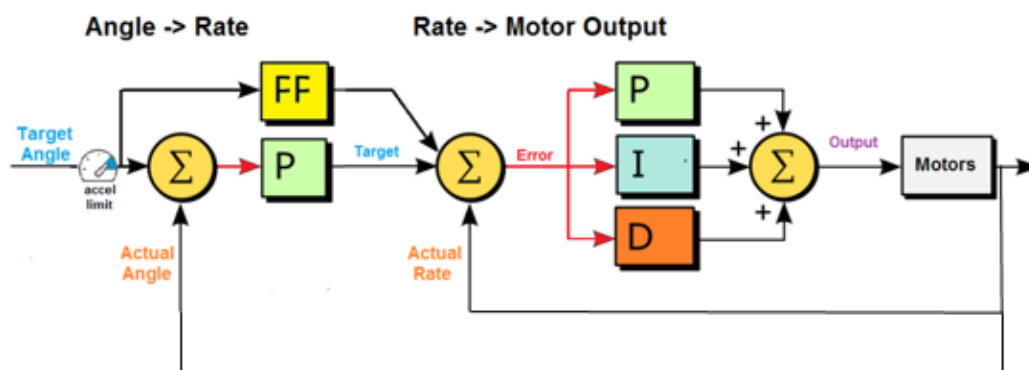 Angle -> Rate
Rate -> Motor Output
FF
P
Target
Angle
Σ
P
Target
Σ
Error
I
Σ
Output
Motors
accel
limit
+
+
+
D
Actual
Angle
Actual
Rate